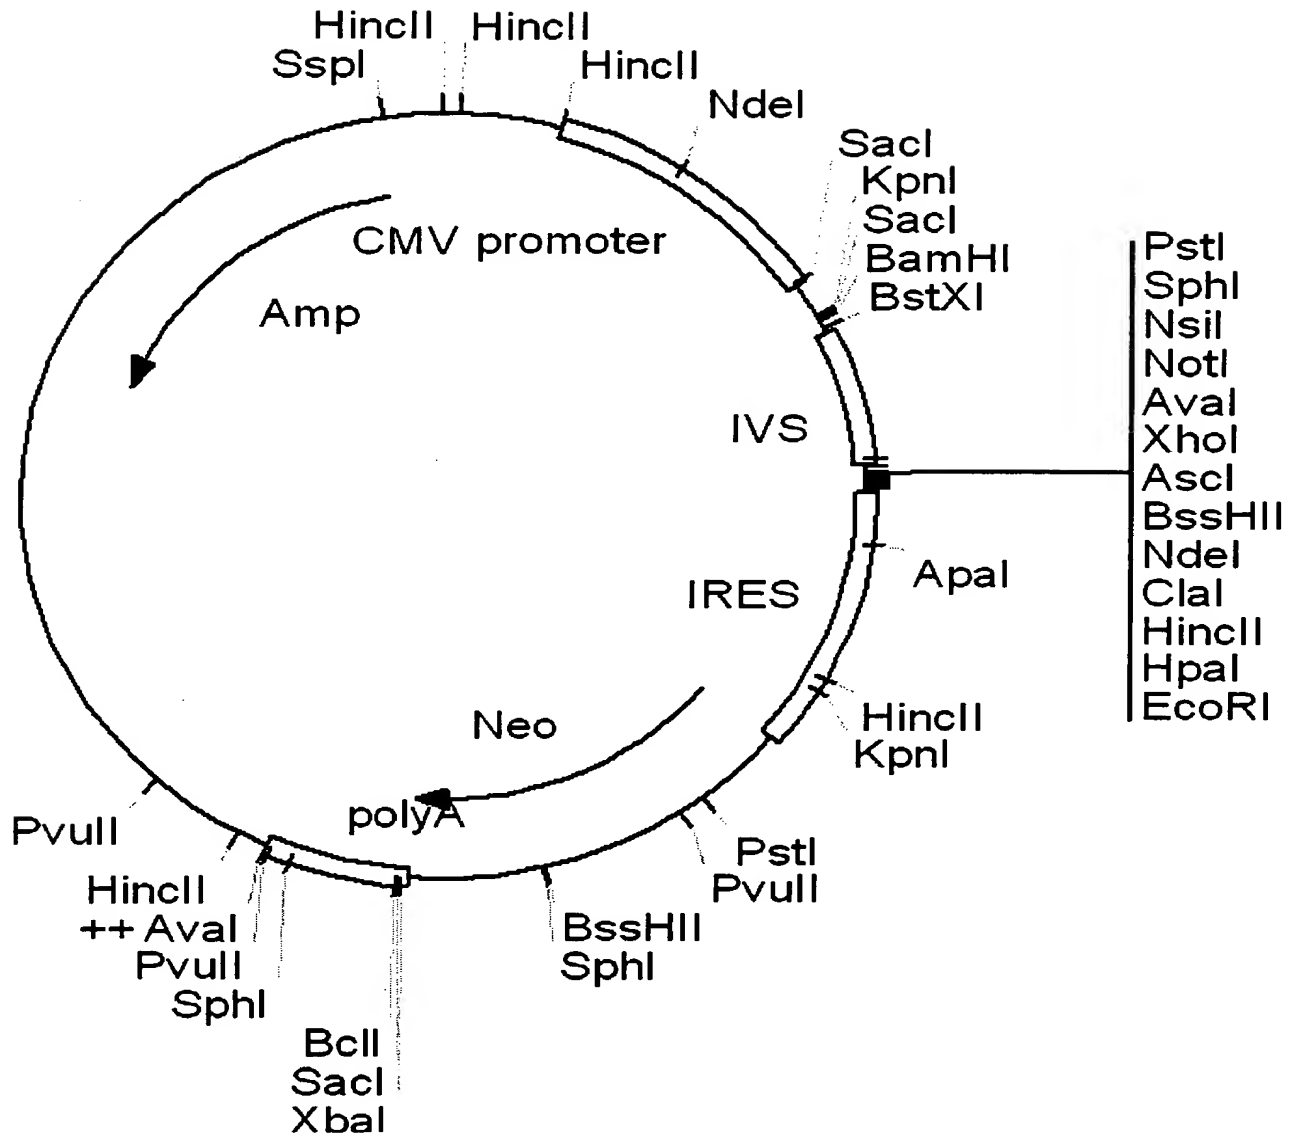 HincII
HincII
SspI
HincII
NdeI
SacI
KpnI
SacI
BamHI
BstXI
CMV promoter
Amp
IVS
PstI
SphI
NsiI
NotI
AvaI
XhoI
AscI
BssHII
NdeI
ClaI
HincII
HpaI
EcoRI
ApaI
IRES
HincII
KpnI
Neo
polyA
PstI
PvuII
BssHII
SphI
PvuII
HincII
++ AvaI
PvuII
SphI
BclI
SacI
XbaI